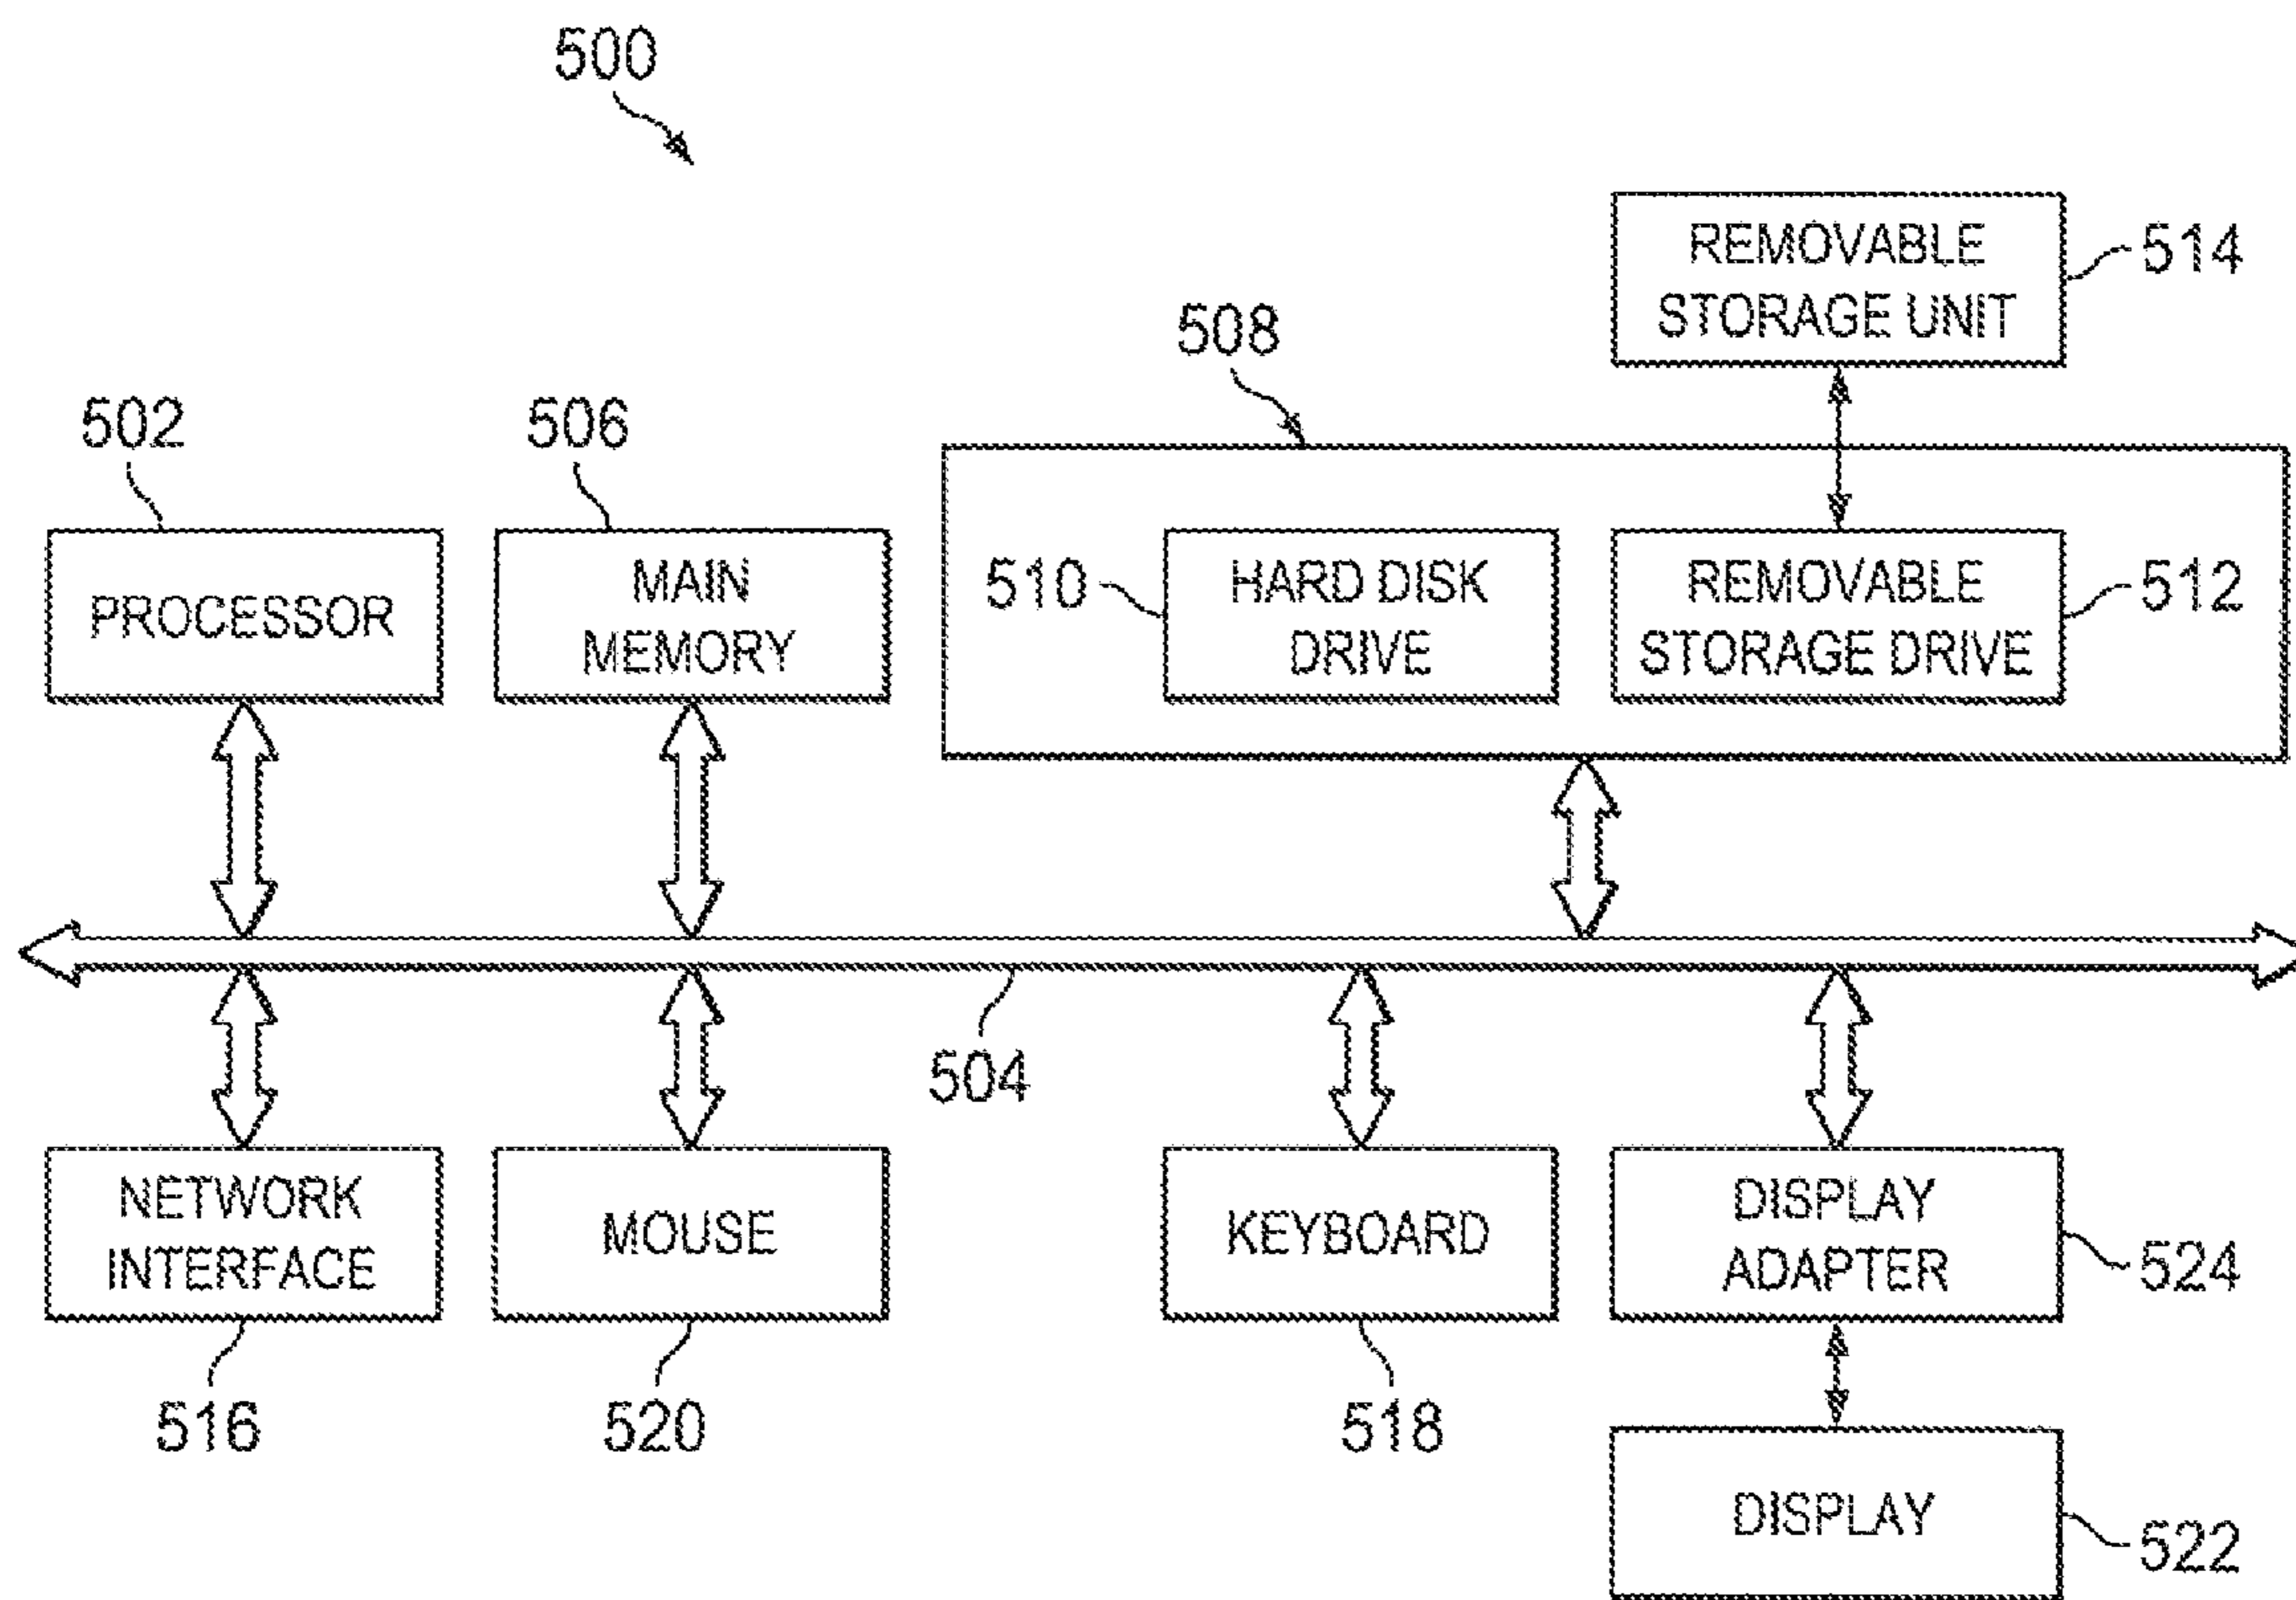 500
REMOVABLE
STORAGE UNIT
514
508
502
506
PROCESSOR
MAIN
MEMORY
510
HARD DISK
DRIVE
REMOVABLE
STORAGE DRIVE
512
504
NETWORK
INTERFACE
MOUSE
KEYBOARD
DISPLAY
ADAPTER
524
516
520
518
DISPLAY
522